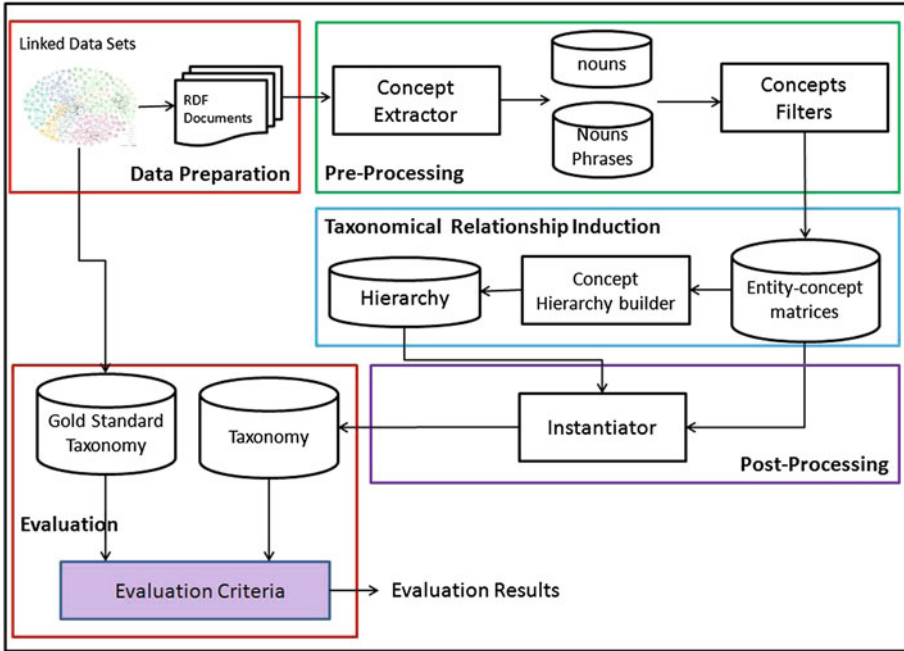 Linked Data Sets
RDF
Documents
Data Preparation
Concept
Extractor
nouns
Nouns
Phrases
Concepts
Filters
Pre-Processing
Taxonomical Relationship Induction
Hierarchy
Concept
Hierarchy builder
Entity-concept
matrices
Gold Standard
Taxonomy
Taxonomy
Instantiator
Post-Processing
Evaluation
Evaluation Criteria
Evaluation Results